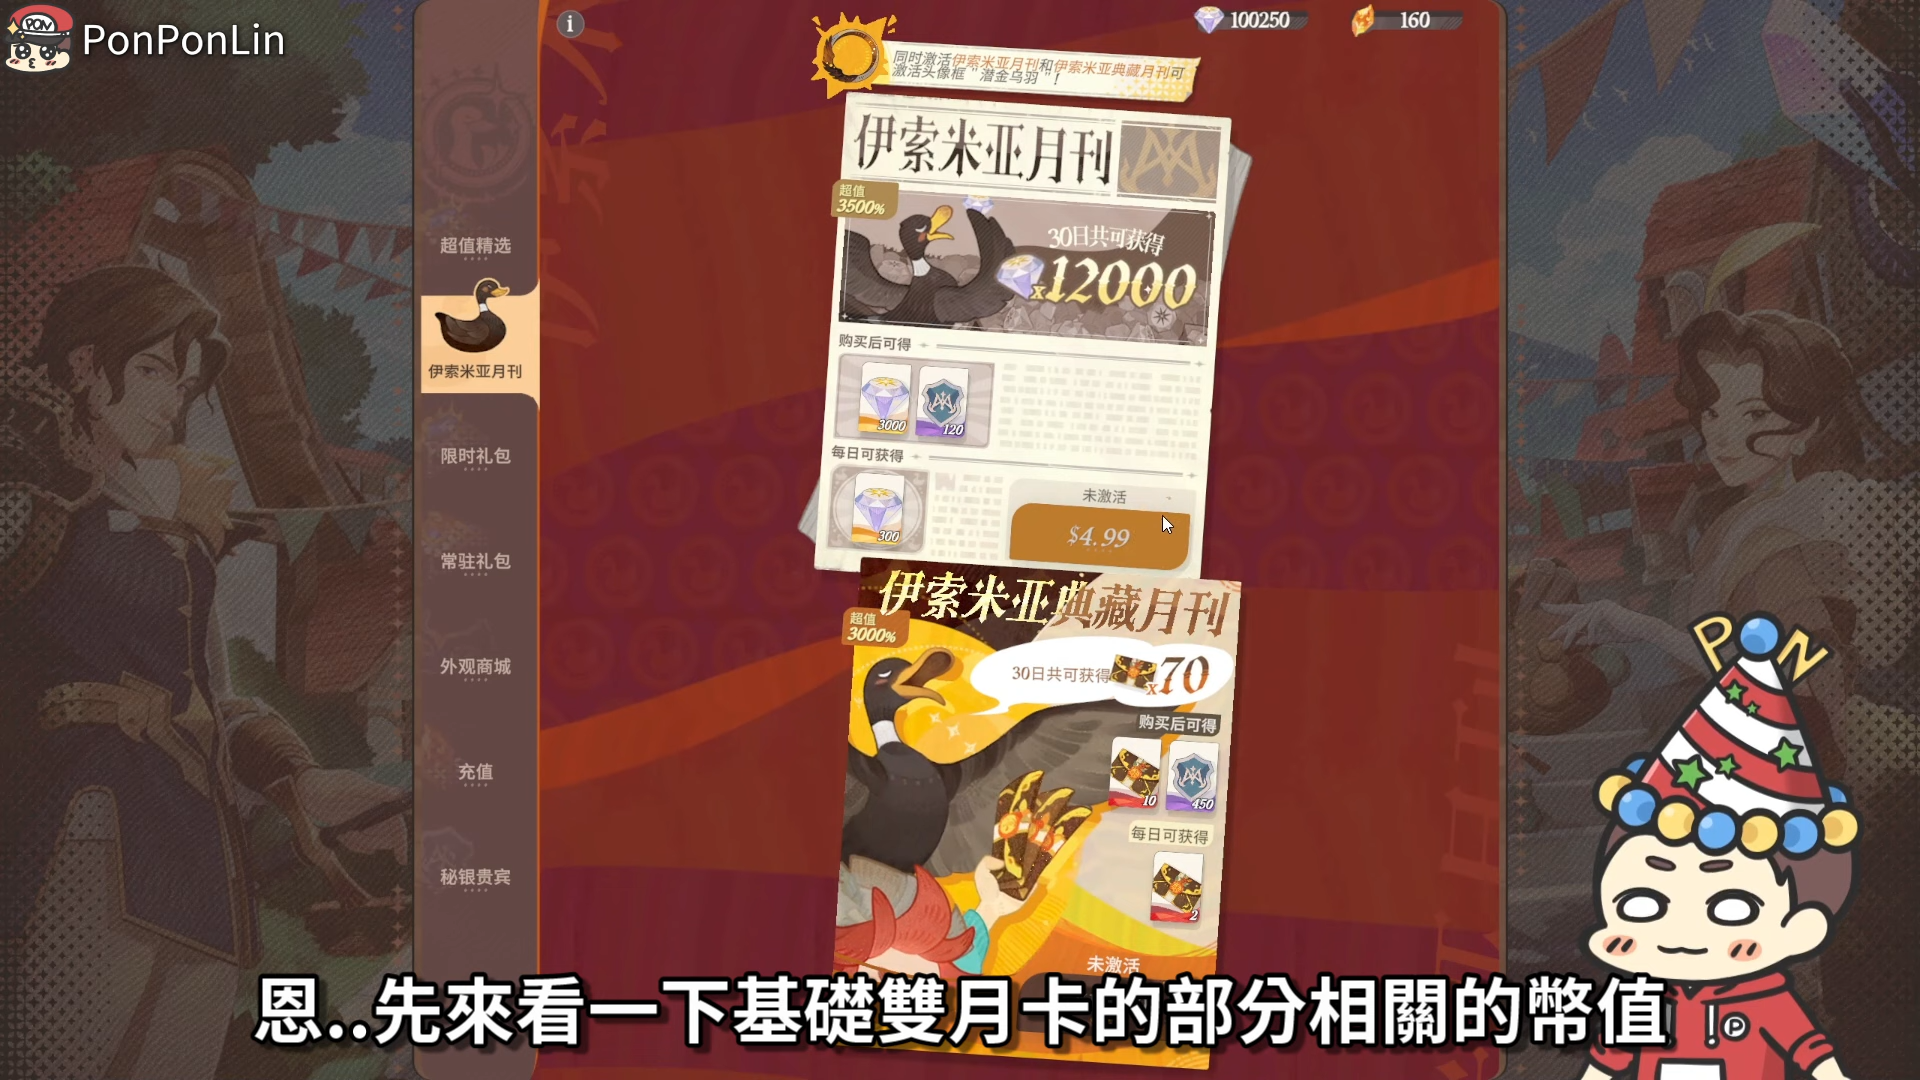 PON
PonPonLin
i
100250
160
同时激活伊索米亚月刊和伊索米亚典藏月刊可
激活头像框"潜金乌羽"！
伊索米亚月刊
超值
3500%
30日共可获得
x12000
购买后可得
3000
120
每日可获得
300
未激活
$4.99
伊索米亚典藏月刊
超值
3000%
30日共可获得
x70
购买后可得
10
450
每日可获得
2
未激活
超值精选
伊索米亚月刊
限时礼包
常驻礼包
外观商城
充值
秘银贵宾
PON
P
恩..先來看一下基礎雙月卡的部分相關的幣值